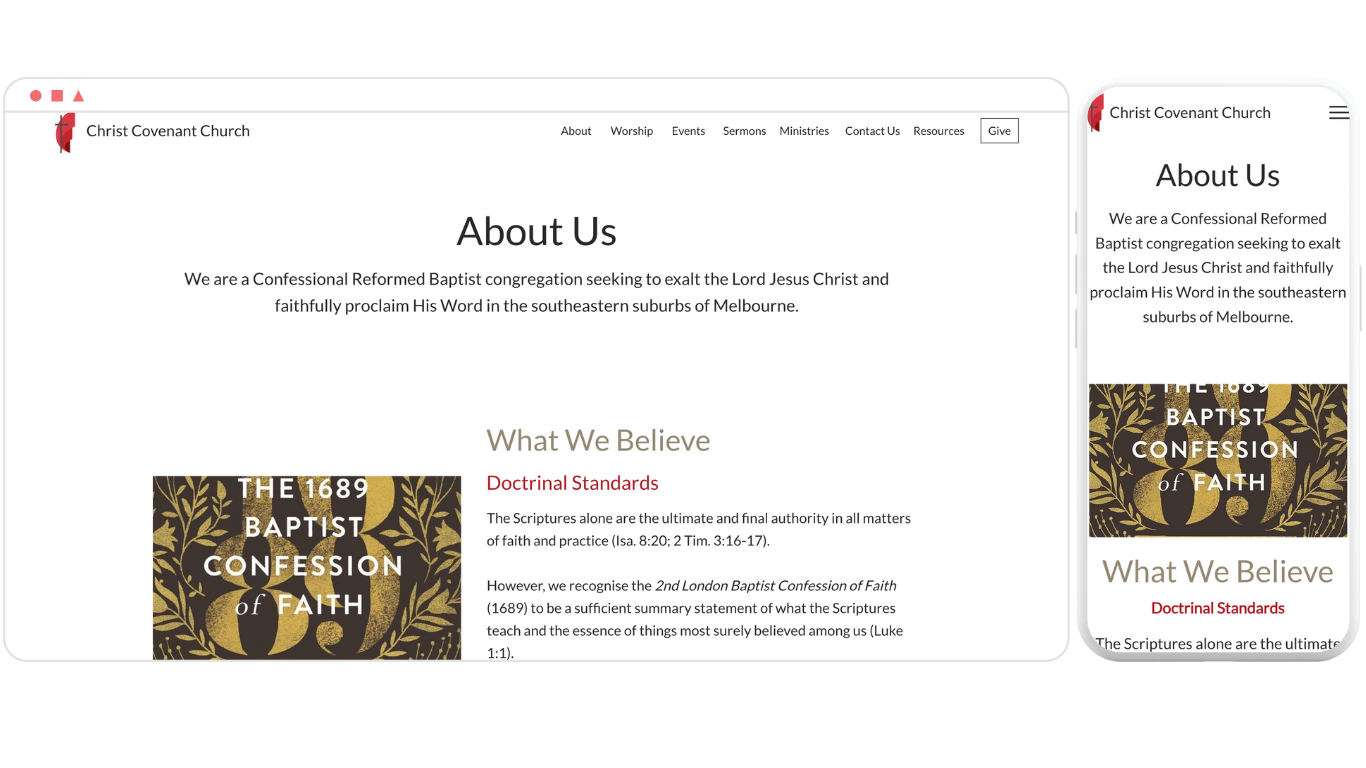 Christ Covenant Church
About Worship Events Sermons Ministries Contact Us Resources Give
About Us
We are a Confessional Reformed Baptist congregation seeking to exalt the Lord Jesus Christ and
faithfully proclaim His Word in the southeastern suburbs of Melbourne.
THE 1689
BAPTIST
CONFESSION
of FAITH
What We Believe
Doctrinal Standards
The Scriptures alone are the ultimate and final authority in all matters
of faith and practice (Isa. 8:20; 2 Tim. 3:16-17).
However, we recognise the 2nd London Baptist Confession of Faith
(1689) to be a sufficient summary statement of what the Scriptures
teach and the essence of things most surely believed among us (Luke
1:1).
Christ Covenant Church
About Us
We are a Confessional Reformed
Baptist congregation seeking to exalt
the Lord Jesus Christ and faithfully
proclaim His Word in the southeastern
suburbs of Melbourne.
THE 1689
BAPTIST
CONFESSION
of FAITH
What We Believe
Doctrinal Standards
The Scriptures alone are the ultimate